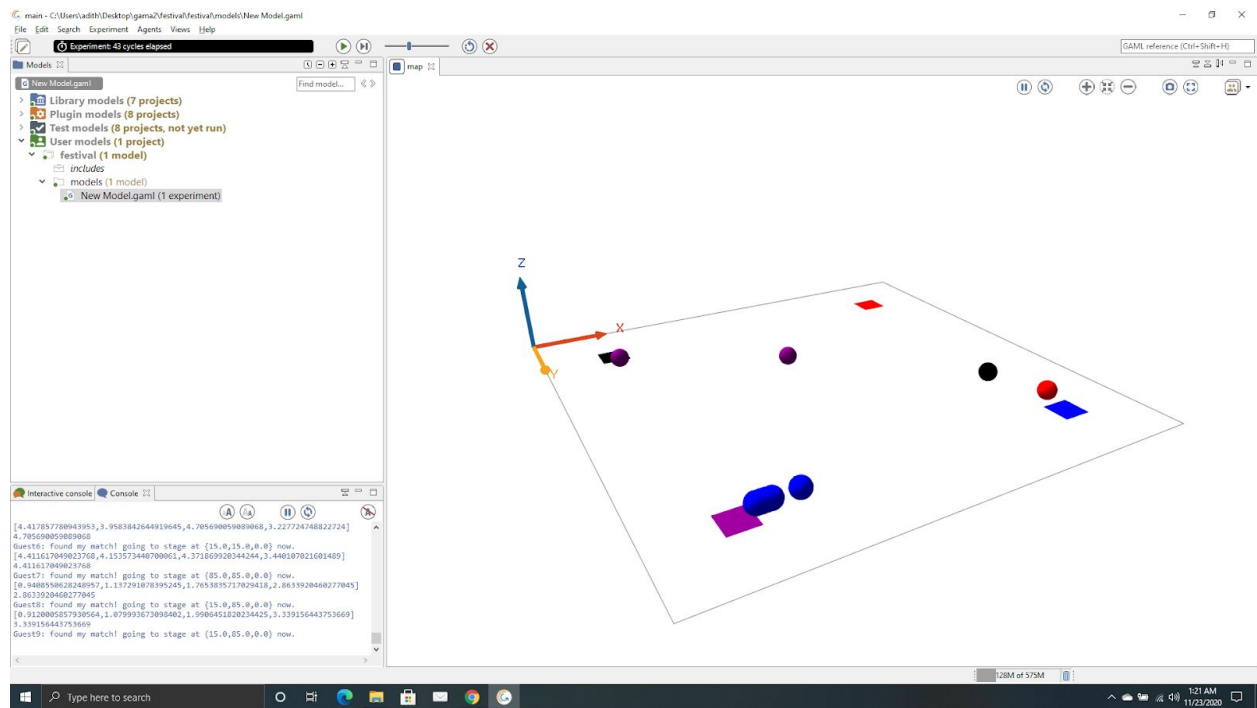 main - C:\Users\adith\Desktop\gama2\festival\festival\models\New Model.gaml
File Edit Search Experiment Agents Views Help
Experiment: 43 cycles elapsed
GAML reference (Ctrl+Shift+H)
Models
map
New Model.gaml
Find model...
Library models (7 projects)
Plugin models (8 projects)
Test models (8 projects, not yet run)
User models (1 project)
festival (1 model)
includes
models (1 model)
New Model.gaml (1 experiment)
Z
X
Y
Interactive console Console
[4.417857780943953,3.9583842644919645,4.705690059089068,3.227724748822724]
4.705690059089068
Guest6: found my match! going to stage at {15.0,15.0,0.0} now.
[4.411617049023768,4.153573440700061,4.371869920344244,3.440107021601489]
4.411617049023768
Guest7: found my match! going to stage at {85.0,85.0,0.0} now.
[0.9408550628248957,1.137291078395245,1.7653835717029418,2.8633920460277045]
2.8633920460277045
Guest8: found my match! going to stage at {15.0,85.0,0.0} now.
[0.9120005857930564,1.079993673098402,1.9906451820234425,3.339156443753669]
3.339156443753669
Guest9: found my match! going to stage at {15.0,85.0,0.0} now.
128M of 575M
Type here to search
1:21 AM
11/23/2020